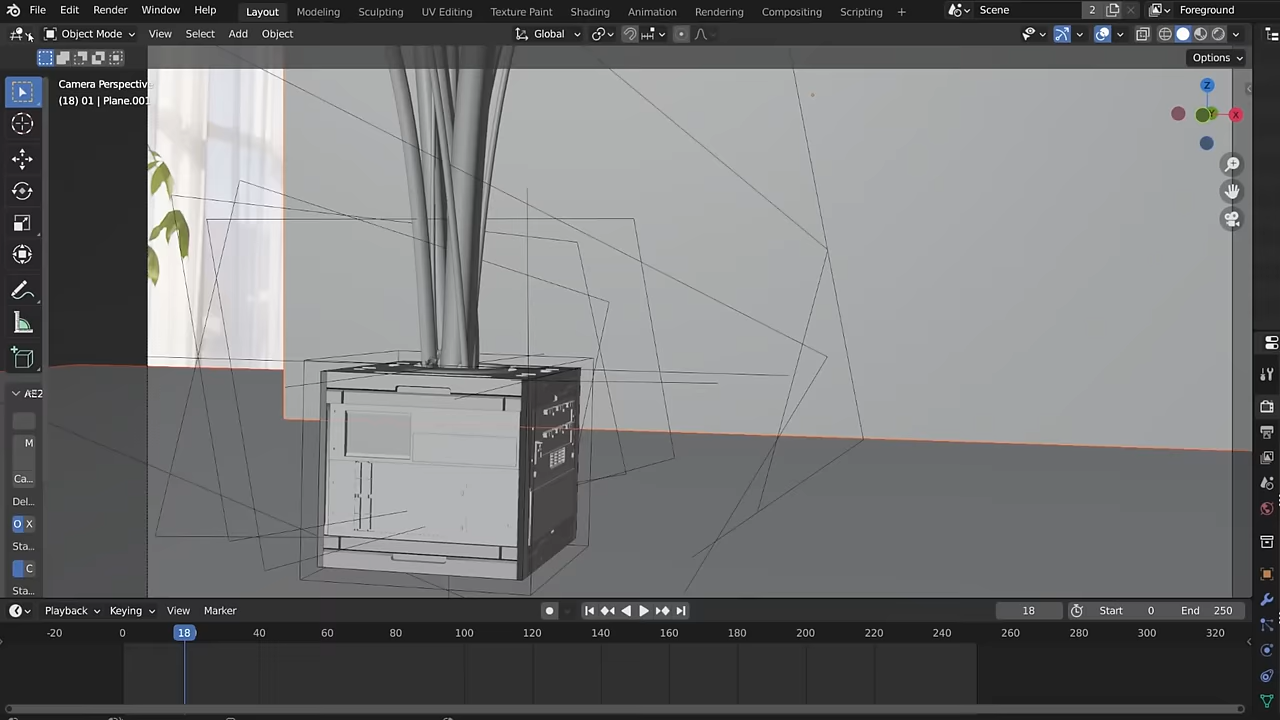 File Edit Render Window Help Layout Modeling Sculpting UV Editing Texture Paint Shading Animation Rendering Compositing Scripting + Scene 2 Foreground
Object Mode View Select Add Object Global
Options
Camera Perspective
(18) 01 | Plane.001
Z
Y
X
AE2
M
Ca...
Del...
O X
Sta...
C
Sta...
Playback Keying View Marker 18 Start 0 End 250
-20 0 18 40 60 80 100 120 140 160 180 200 220 240 260 280 300 320